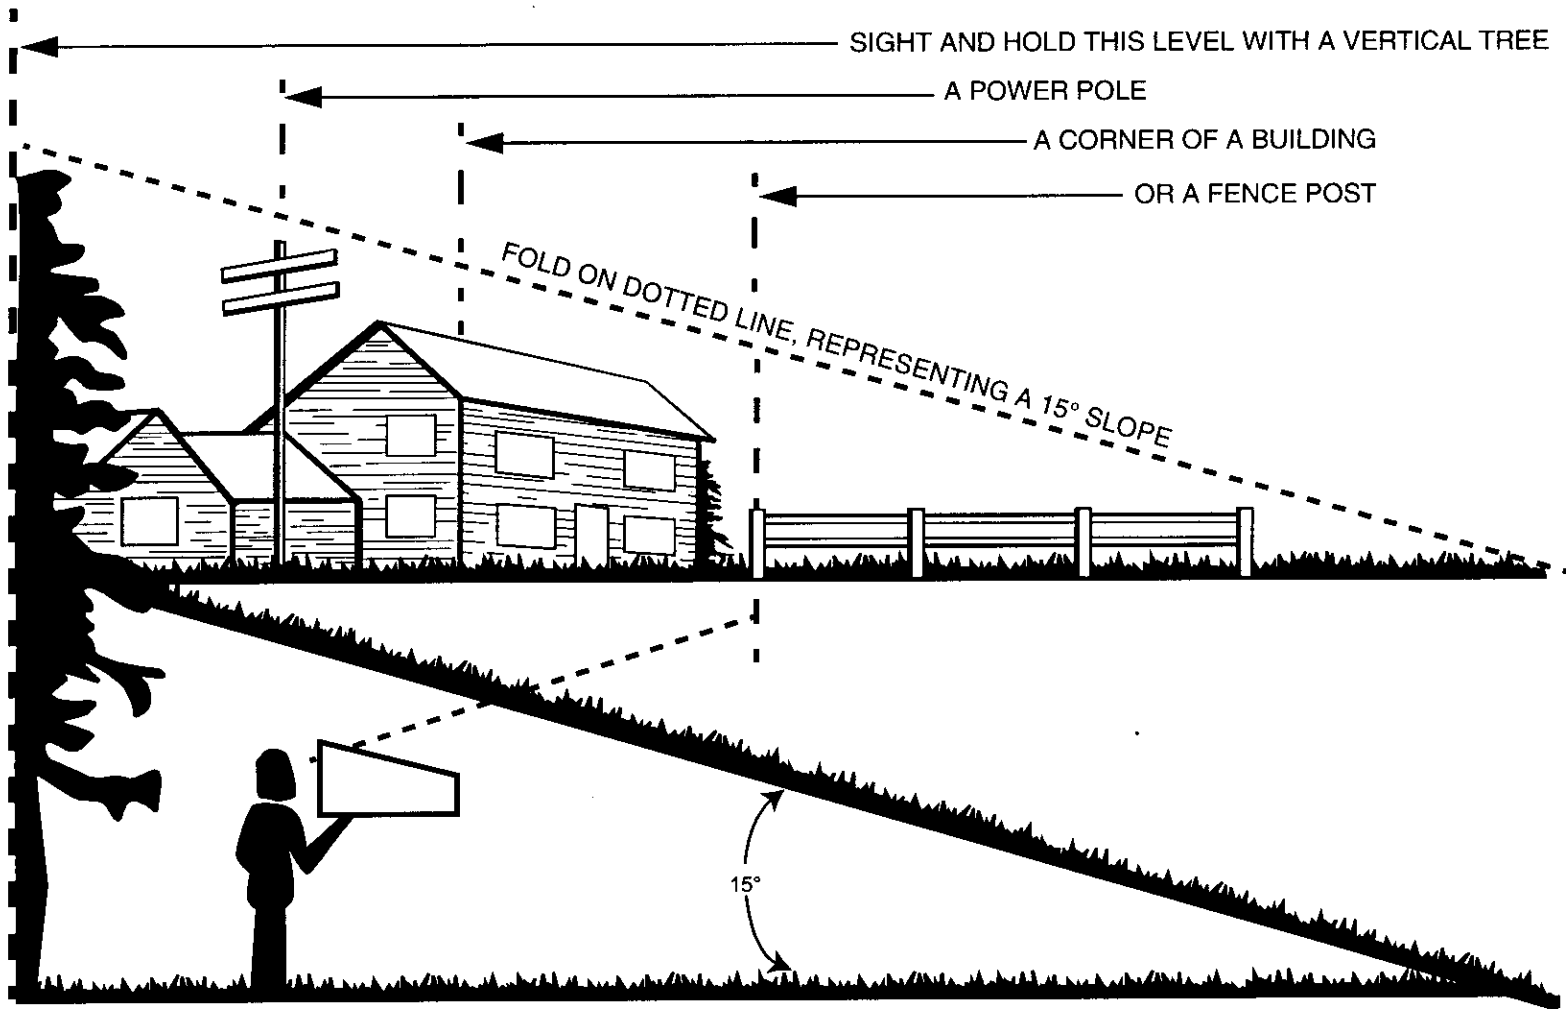 SIGHT AND HOLD THIS LEVEL WITH A VERTICAL TREE
A POWER POLE
A CORNER OF A BUILDING
OR A FENCE POST
FOLD ON DOTTED LINE, REPRESENTING A 15° SLOPE
15°